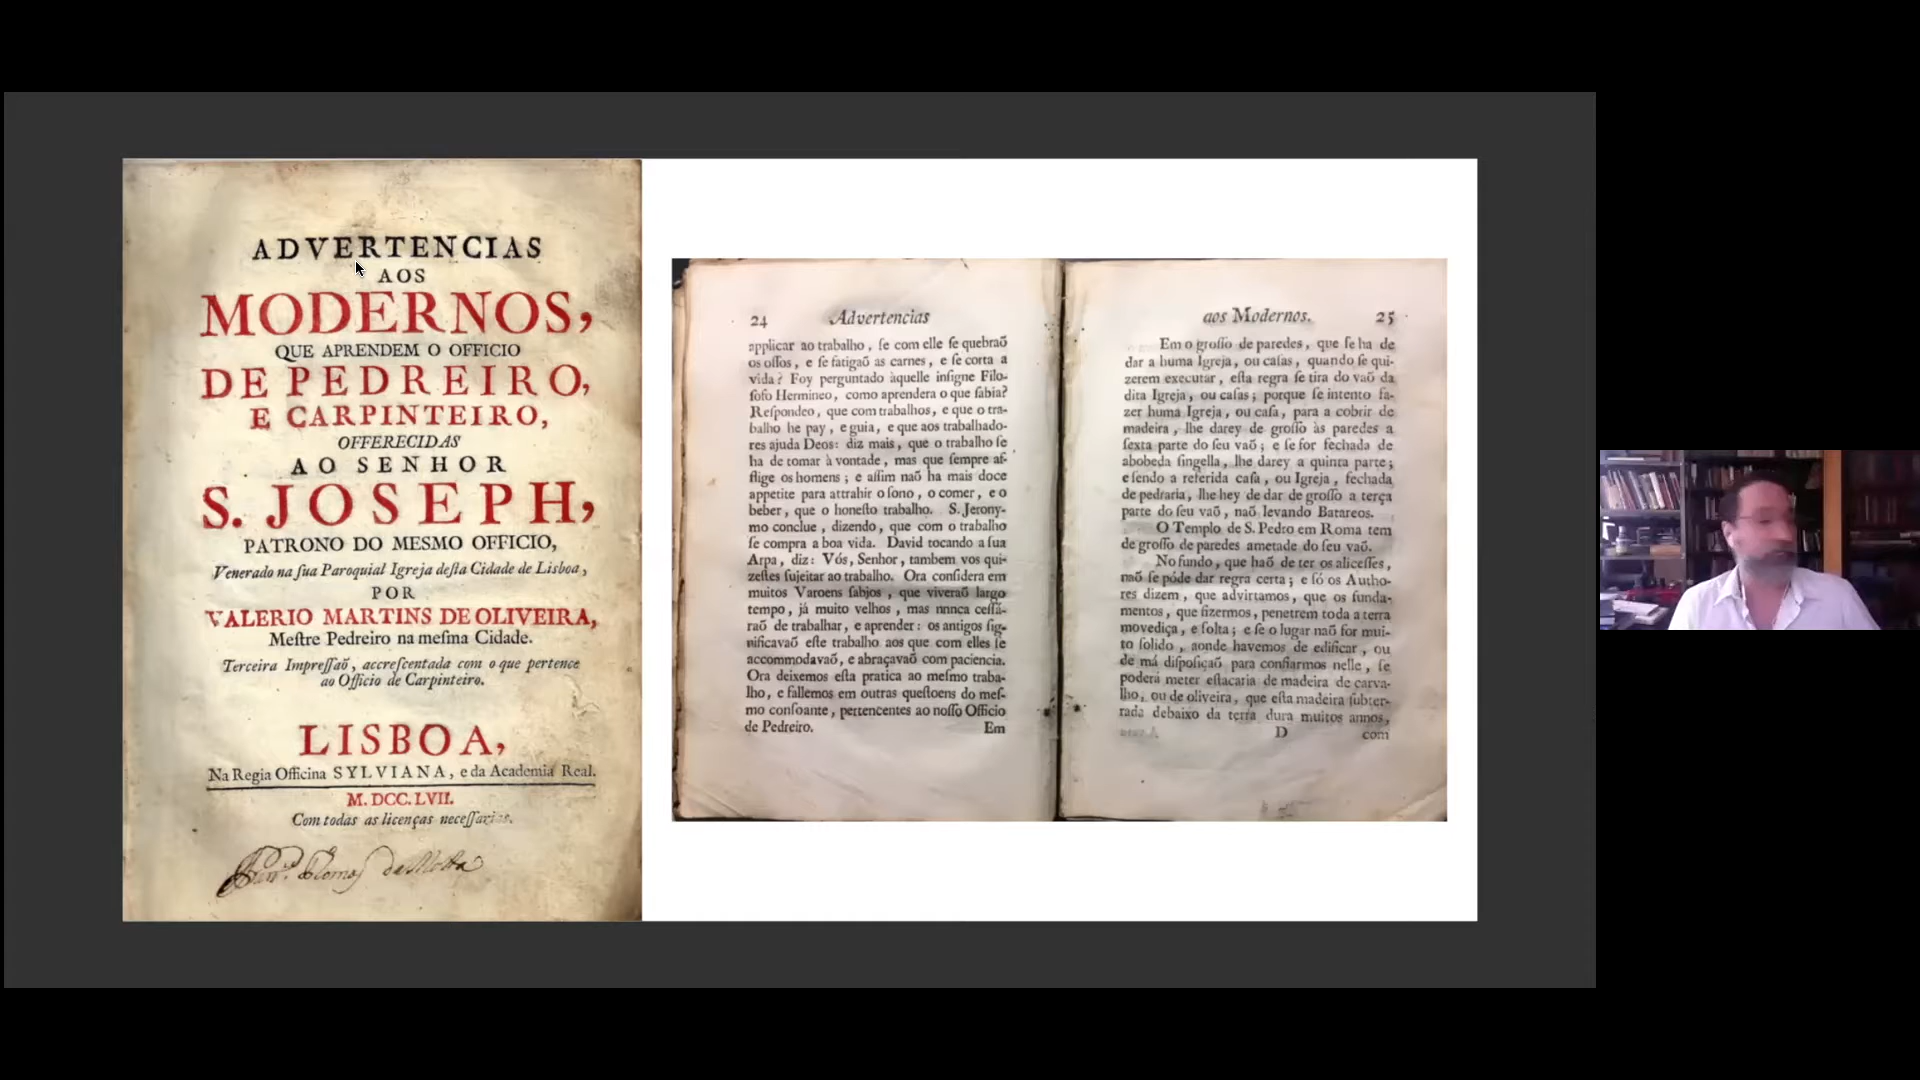 ADVERTENCIAS
AOS
MODERNOS,
QUE APRENDEM O OFFICIO
DE PEDREIRO,
E CARPINTEIRO,
OFFERECIDAS
AO SENHOR
S. JOSEPH,
PATRONO DO MESMO OFFICIO,
Venerado na ſua Paroquial Igreja deſta Cidade de Lisboa,
POR
VALERIO MARTINS DE OLIVEIRA,
Meſtre Pedreiro na meſma Cidade.
Terceira Impreſſaõ, accreſcentada com o que pertence
ao Officio de Carpinteiro.
LISBOA,
Na Regia Officina SYLVIANA, e da Academia Real.
M. DCC. LVII.
Com todas as licenças neceſſarias.
24 Advertencias
applicar ao trabalho, ſe com elle ſe quebraõ
os oſſos, e ſe fatigaõ as carnes, e ſe corta a
vida? Foy perguntado àquelle inſigne Filo-
ſofo Hermineo, como aprendera o que ſabia?
Reſpondeo, que com trabalhos, e que o tra-
balho he pay, e guia, e que aos trabalhado-
res ajuda Deos: diz mais, que o trabalho ſe
ha de tomar à vontade, mas que ſempre af-
flige os homens; e aſſim naõ ha mais doce
appetite para attrahir o ſono, o comer, e o
beber, que o honeſto trabalho. S. Jerony-
mo conclue, dizendo, que com o trabalho
ſe compra a boa vida. David tocando a ſua
Arpa, diz: Vós, Senhor, tambem vos qui-
zeſtes ſujeitar ao trabalho. Ora conſidera em
muitos Varoens ſabjos, que viveraõ largo
tempo, já muito velhos, mas nnnca ceſſá-
raõ de trabalhar, e aprender: os antigos ſig-
nificavaõ eſte trabalho aos que com elles ſe
accommodavaõ, e abraçavaõ com paciencia.
Ora deixemos eſta pratica ao meſmo traba-
lho, e fallemos em outras queſtoens do meſ-
mo conſoante, pertencentes ao noſſo Officio
de Pedreiro. Em
aos Modernos. 25
Em o groſſo de paredes, que ſe ha de
dar a huma Igreja, ou caſas, quando ſe qui-
zerem executar, eſta regra ſe tira do vaõ da
dita Igreja, ou caſas; porque ſe intento fa-
zer huma Igreja, ou caſa, para a cobrir de
madeira, lhe darey de groſſo às paredes a
ſexta parte do ſeu vaõ; e ſe for fechada de
abobeda ſingella, lhe darey a quinta parte;
e ſendo a referida caſa, ou Igreja, fechada
de pedraria, lhe hey de dar de groſſo a terça
parte do ſeu vaõ, naõ levando Batareos.
O Templo de S. Pedro em Roma tem
de groſſo de paredes ametade do ſeu vaõ.
No fundo, que haõ de ter os aliceſſes,
naõ ſe póde dar regra certa; e ſó os Autho-
res dizem, que advirtamos, que os funda-
mentos, que fizermos, penetrem toda a terra
movediça, e ſolta; e ſe o lugar naõ for mui-
to ſolido, aonde havemos de edificar, ou
de má diſpoſiçaõ para confiarmos nelle, ſe
poderá meter eſtacaria de madeira de carva-
lho, ou de oliveira, que eſta madeira ſubter-
rada debaixo da terra dura muitos annos,
D com